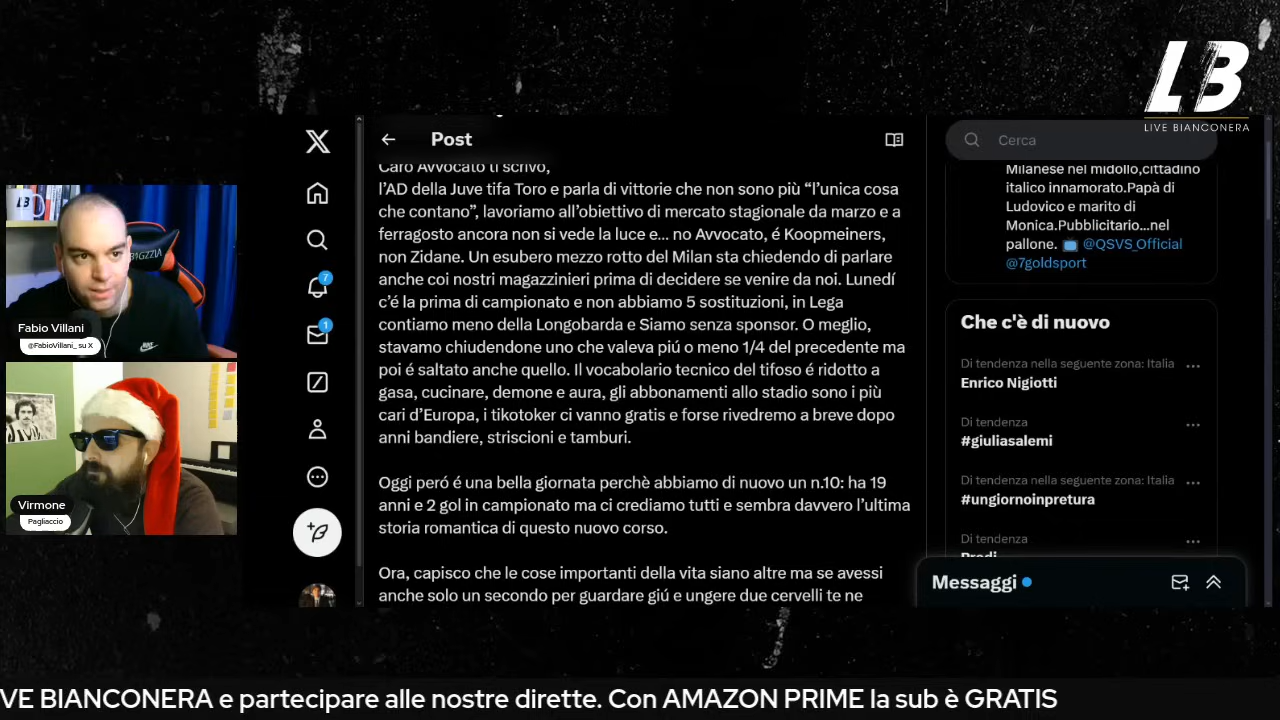 LB
LIVE BIANCONERA
Post
Cerca
Caro Avvocato ti scrivo,
l’AD della Juve tifa Toro e parla di vittorie che non sono più “l’unica cosa
che contano”, lavoriamo all’obiettivo di mercato stagionale da marzo e a
ferragosto ancora non si vede la luce e... no Avvocato, é Koopmeiners,
non Zidane. Un esubero mezzo rotto del Milan sta chiedendo di parlare
anche coi nostri magazzinieri prima di decidere se venire da noi. Lunedí
c’é la prima di campionato e non abbiamo 5 sostituzioni, in Lega
contiamo meno della Longobarda e Siamo senza sponsor. O meglio,
stavamo chiudendone uno che valeva piú o meno 1/4 del precedente ma
poi é saltato anche quello. Il vocabolario tecnico del tifoso é ridotto a
gasa, cucinare, demone e aura, gli abbonamenti allo stadio sono i più
cari d’Europa, i tikotoker ci vanno gratis e forse rivedremo a breve dopo
anni bandiere, striscioni e tamburi.
Oggi peró é una bella giornata perchè abbiamo di nuovo un n.10: ha 19
anni e 2 gol in campionato ma ci crediamo tutti e sembra davvero l’ultima
storia romantica di questo nuovo corso.
Ora, capisco che le cose importanti della vita siano altre ma se avessi
anche solo un secondo per guardare giú e ungere due cervelli te ne
Milanese nel midollo,cittadino
italico innamorato.Papà di
Ludovico e marito di
Monica.Pubblicitario...nel
pallone. @QSVS_Official
@7goldsport
Che c'è di nuovo
Di tendenza nella seguente zona: Italia
Enrico Nigiotti
Di tendenza
#giuliasalemi
Di tendenza nella seguente zona: Italia
#ungiornoinpretura
Di tendenza
Prodi
Messaggi
7
1
Fabio Villani
@FabioVillani_ su X
Virmone
Pagliaccio
VE BIANCONERA e partecipare alle nostre dirette. Con AMAZON PRIME la sub è GRATIS